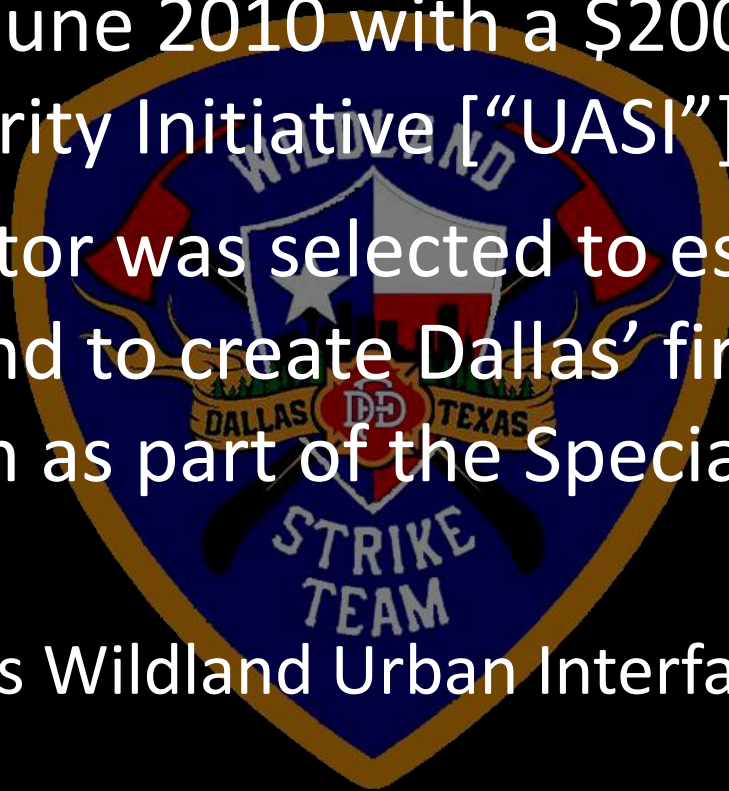 une 2010 with a $200
rity Initiative [“UASI”]
WILDLAND
tor was selected to es
nd to create Dallas’ fir
DALLAS DFD TEXAS
n as part of the Specia
STRIKE
TEAM
s Wildland Urban Interfa